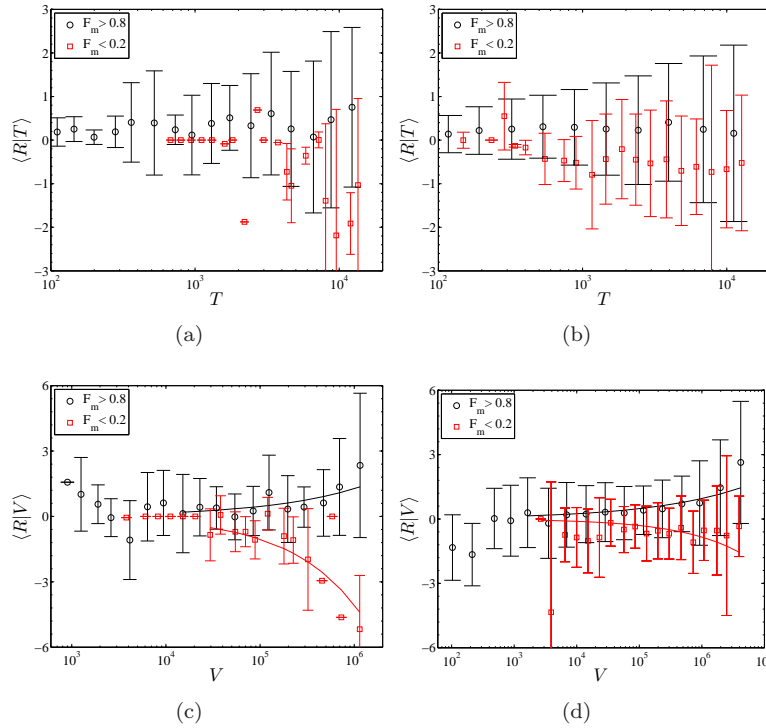 3
2
1
0
−1
−2
−3
10^2
10^3
10^4
⟨R|T⟩
T
F_m > 0.8
F_m < 0.2
(a)
3
2
1
0
−1
−2
−3
10^2
10^3
10^4
⟨R|T⟩
T
F_m > 0.8
F_m < 0.2
(b)
6
3
0
−3
−6
10^3
10^4
10^5
10^6
⟨R|V⟩
V
F_m > 0.8
F_m < 0.2
(c)
6
3
0
−3
−6
10^2
10^3
10^4
10^5
10^6
10
⟨R|V⟩
V
F_m > 0.8
F_m < 0.2
(d)